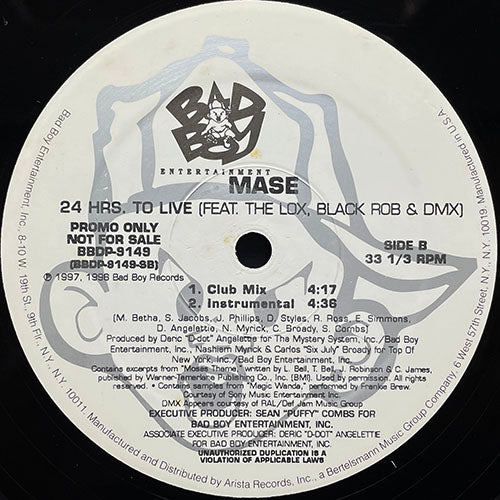 BAD
BOY
ENTERTAINMENT
MASE
24 HRS. TO LIVE (FEAT. THE LOX, BLACK ROB & DMX)
PROMO ONLY
NOT FOR SALE
BBDP-9149
(BBDP-9149-SB)
SIDE B
33 1/3 RPM
℗ 1997, 1998 Bad Boy Records
1. Club Mix 4:17
2. Instrumental 4:36
(M. Betha, S. Jacobs, J. Phillips, D. Styles, R. Ross, E. Simmons,
D. Angelettie, N. Myrick, C. Broady, S. Combs)
Produced by Deric "D-dot" Angelettie for The Mystery System, Inc./Bad Boy
Entertainment, Inc., Nashiem Myrick & Carlos "Six July" Broady for Top Of
New York, Inc./Bad Boy Entertainment, Inc.
Contains excerpts from "Moses Theme", written by L. Bell, T. Bell, L. Robinson & C. James,
published by Warner Tamerlane Publishing Co., Inc. (BMI). Used by permission. All rights
reserved. • Contains samples from "Magic Wanda", performed by Frankie Brew.
Courtesy of Sony Music Entertainment
DMX Appears courtesy of RAL/Def Jam Music Group
EXECUTIVE PRODUCER: SEAN "PUFFY" COMBS FOR
BAD BOY ENTERTAINMENT, INC.
ASSOCIATE EXECUTIVE PRODUCER: DERIC "D-DOT" ANGELETTIE
FOR BAD BOY ENTERTAINMENT, INC.
UNAUTHORIZED DUPLICATION IS A
VIOLATION OF APPLICABLE LAWS
Bad Boy Entertainment, Inc., 8-10 W. 19th St., 9th Flr., N.Y., N.Y. 10011. Manufactured and Distributed by Arista Records, Inc., a Bertelsmann Music Group Company, 6 West 57th Street, N.Y., N.Y. 10019. Manufactured in U.S.A.